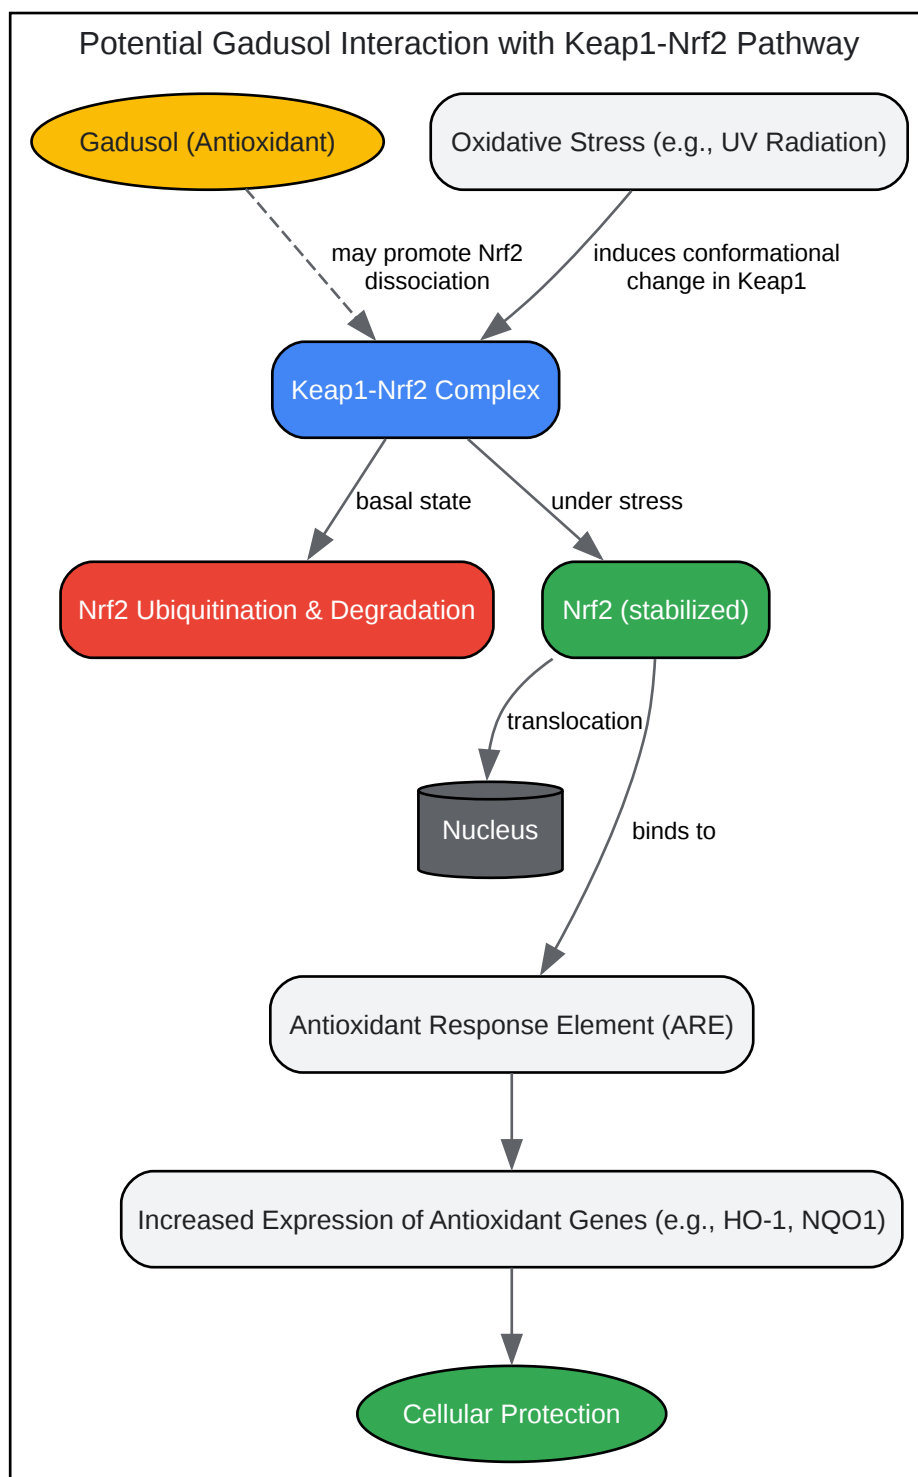 Potential Gadusol Interaction with Keap1-Nrf2 Pathway
Gadusol (Antioxidant)
Oxidative Stress (e.g., UV Radiation)
may promote Nrf2
dissociation
induces conformational
change in Keap1
Keap1-Nrf2 Complex
basal state
under stress
Nrf2 Ubiquitination & Degradation
Nrf2 (stabilized)
translocation
Nucleus
binds to
Antioxidant Response Element (ARE)
Increased Expression of Antioxidant Genes (e.g., HO-1, NQO1)
Cellular Protection